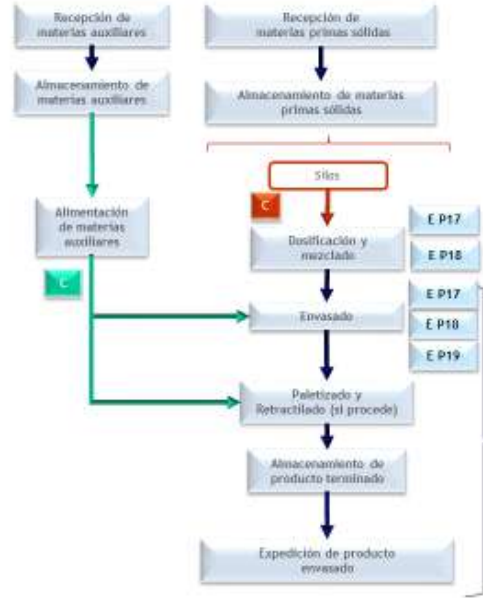 Recepción de
materias auxiliares
Recepción de
materias primas sólidas
Almacenamiento de
materias auxiliares
Almacenamiento de materias
primas sólidas
Silos
C
Alimentación
de materias
auxiliares
Dosificación y
mezclado
E P17
E P18
C
Envasado
E P17
E P18
E P19
Paletizado y
Retractilado (si procede)
Almacenamiento de
producto terminado
Expedición de producto
envasado